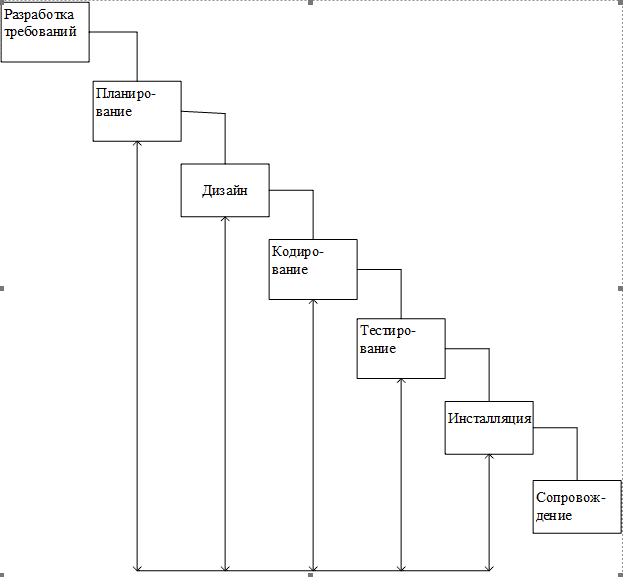 Разработка
требований
Планиро-
вание
Дизайн
Кодиро-
вание
Тестиро-
вание
Инсталляция
Сопровож-
дение